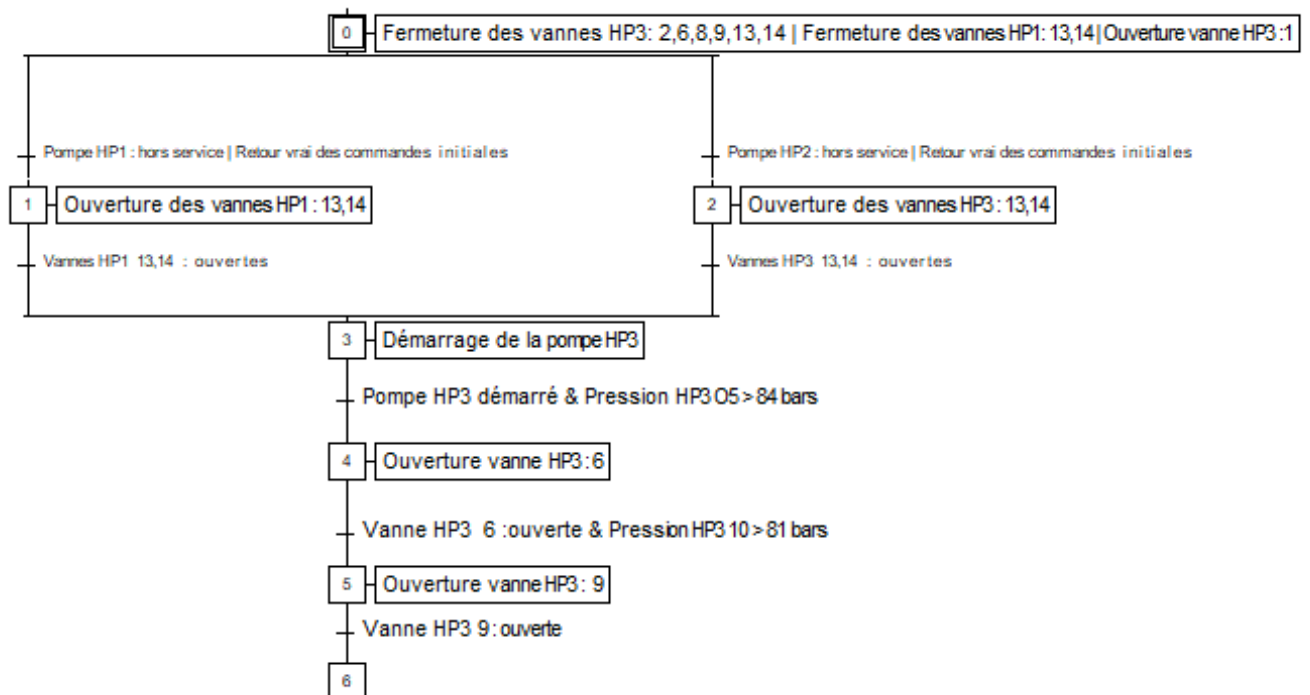 0 Fermeture des vannes HP3: 2,6,8,9,13,14 | Fermeture des vannes HP1: 13,14 | Ouverture vanne HP3 :1
Pompe HP1 : hors service | Retour vrai des commandes initiales
Pompe HP2 : hors service | Retour vrai des commandes initiales
1 Ouverture des vannes HP1 : 13,14
2 Ouverture des vannes HP3 : 13,14
Vannes HP1 13,14 : ouvertes
Vannes HP3 13,14 : ouvertes
3 Démarrage de la pompe HP3
Pompe HP3 démarré & Pression HP3 O5 > 84 bars
4 Ouverture vanne HP3 : 6
Vanne HP3 6 : ouverte & Pression HP3 10 > 81 bars
5 Ouverture vanne HP3 : 9
Vanne HP3 9 : ouverte
6